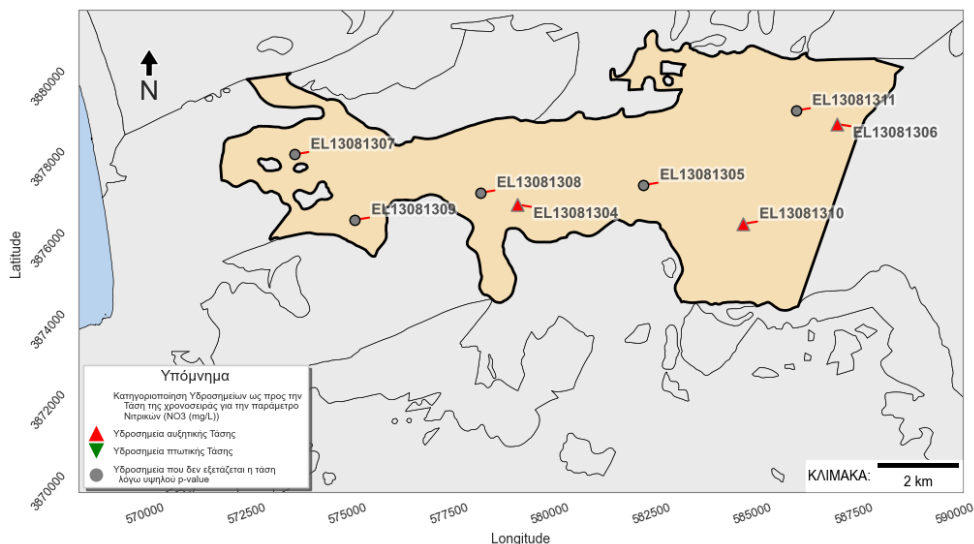 3880000
3878000
3876000
3874000
3872000
3870000
Latitude
N
EL13081311
EL13081306
EL13081307
EL13081308
EL13081305
EL13081309
EL13081304
EL13081310
Υπόμνημα
Κατηγοριοποίηση Υδροσημείων ως προς την
Τάση της χρονοσειράς για την παράμετρο
Νιτρικών (NO3 (mg/L))
Υδροσημεία αυξητικής Τάσης
Υδροσημεία πτωτικής Τάσης
Υδροσημεία που δεν εξετάζεται η τάση
λόγω υψηλού p-value
ΚΛΙΜΑΚΑ:
2 km
570000
572500
575000
577500
580000
582500
585000
587500
590000
Longitude